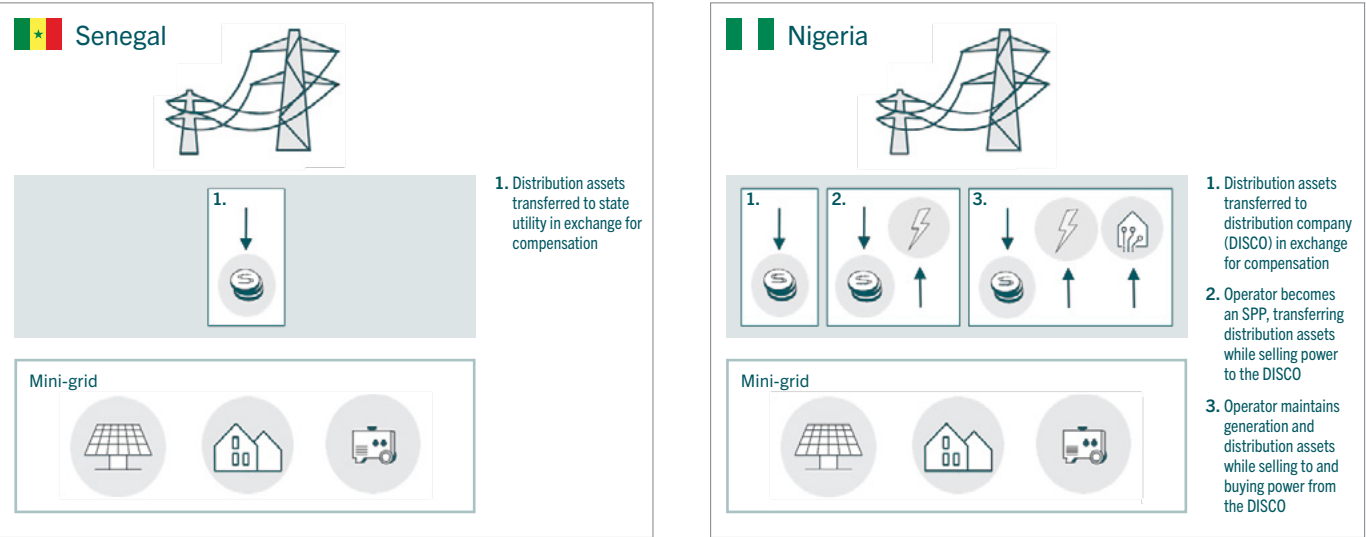 Senegal
1.
1. Distribution assets
transferred to state
utility in exchange for
compensation
Mini-grid
Nigeria
1.
2.
3.
1. Distribution assets
transferred to
distribution company
(DISCO) in exchange
for compensation
2. Operator becomes
an SPP, transferring
distribution assets
while selling power
to the DISCO
3. Operator maintains
generation and
distribution assets
while selling to and
buying power from
the DISCO
Mini-grid